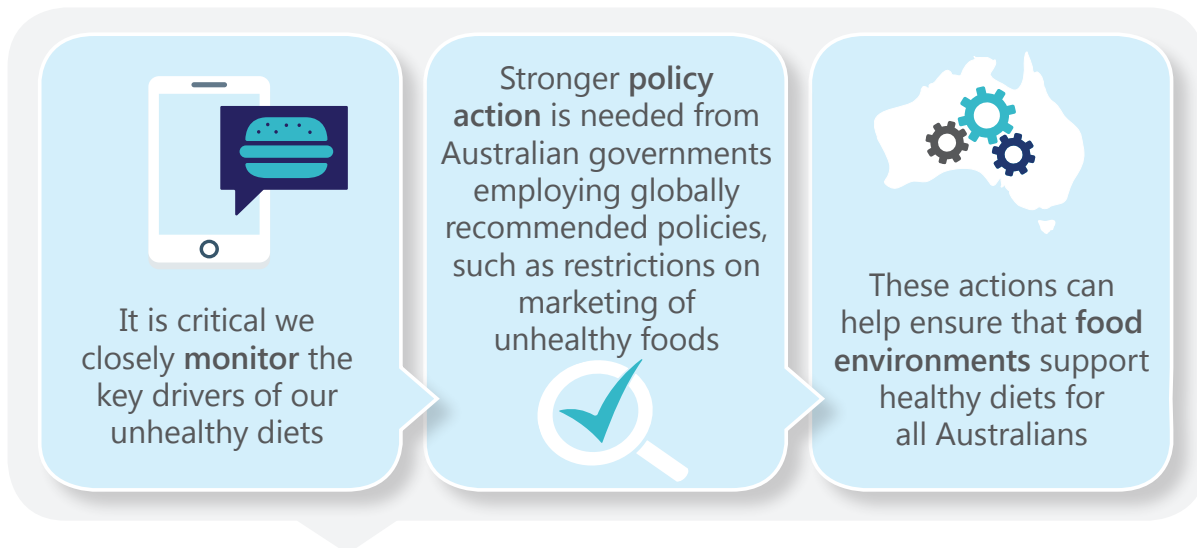 It is critical we
closely monitor the
key drivers of our
unhealthy diets
Stronger policy
action is needed from
Australian governments
employing globally
recommended policies,
such as restrictions on
marketing of
unhealthy foods
These actions can
help ensure that food
environments support
healthy diets for
all Australians